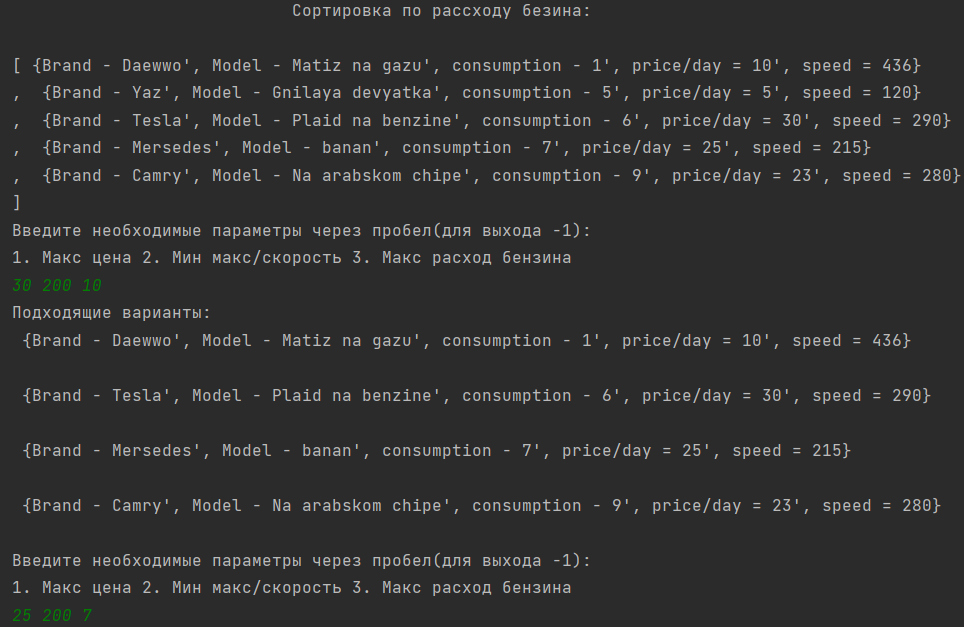 Сортировка по рассходу безина:
[ {Brand - Daewwo', Model - Matiz na gazu', consumption - 1', price/day = 10', speed = 436}
,  {Brand - Yaz', Model - Gnilaya devyatka', consumption - 5', price/day = 5', speed = 120}
,  {Brand - Tesla', Model - Plaid na benzine', consumption - 6', price/day = 30', speed = 290}
,  {Brand - Mersedes', Model - banan', consumption - 7', price/day = 25', speed = 215}
,  {Brand - Camry', Model - Na arabskom chipe', consumption - 9', price/day = 23', speed = 280}
]
Введите необходимые параметры через пробел(для выхода -1):
1. Макс цена 2. Мин макс/скорость 3. Макс расход бензина
30 200 10
Подходящие варианты:
{Brand - Daewwo', Model - Matiz na gazu', consumption - 1', price/day = 10', speed = 436}
{Brand - Tesla', Model - Plaid na benzine', consumption - 6', price/day = 30', speed = 290}
{Brand - Mersedes', Model - banan', consumption - 7', price/day = 25', speed = 215}
{Brand - Camry', Model - Na arabskom chipe', consumption - 9', price/day = 23', speed = 280}
Введите необходимые параметры через пробел(для выхода -1):
1. Макс цена 2. Мин макс/скорость 3. Макс расход бензина
25 200 7